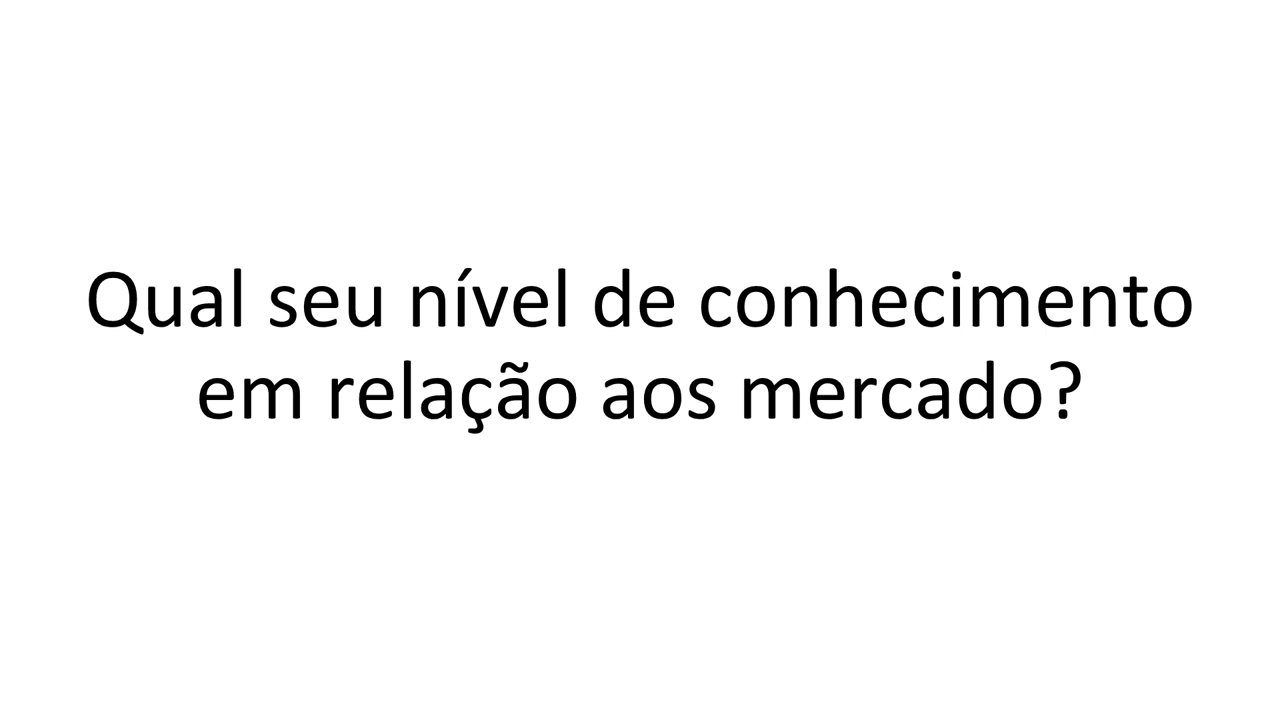 Qual seu nível de conhecimento
em relação aos mercado?